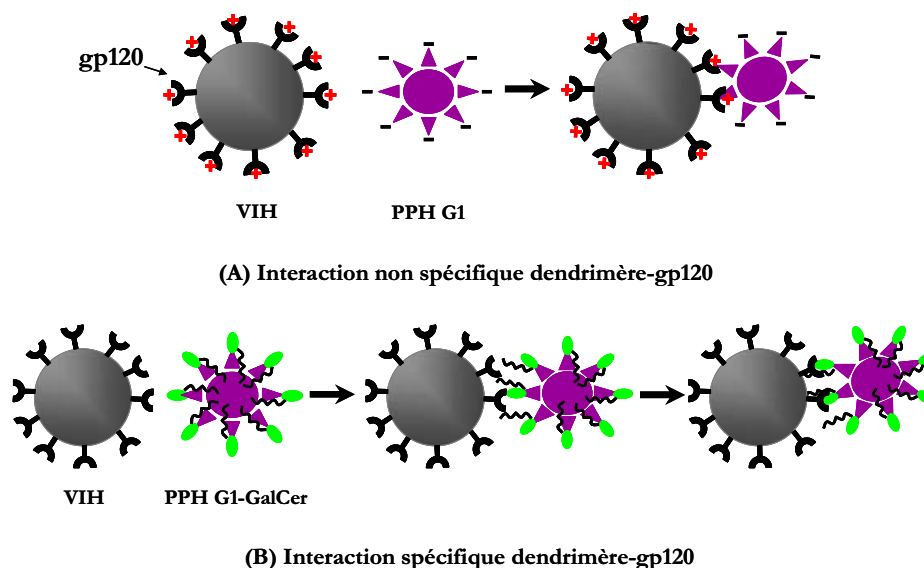 gp120
VIH
PPH G1
(A) Interaction non spécifique dendrimère-gp120
VIH
PPH G1-GalCer
(B) Interaction spécifique dendrimère-gp120